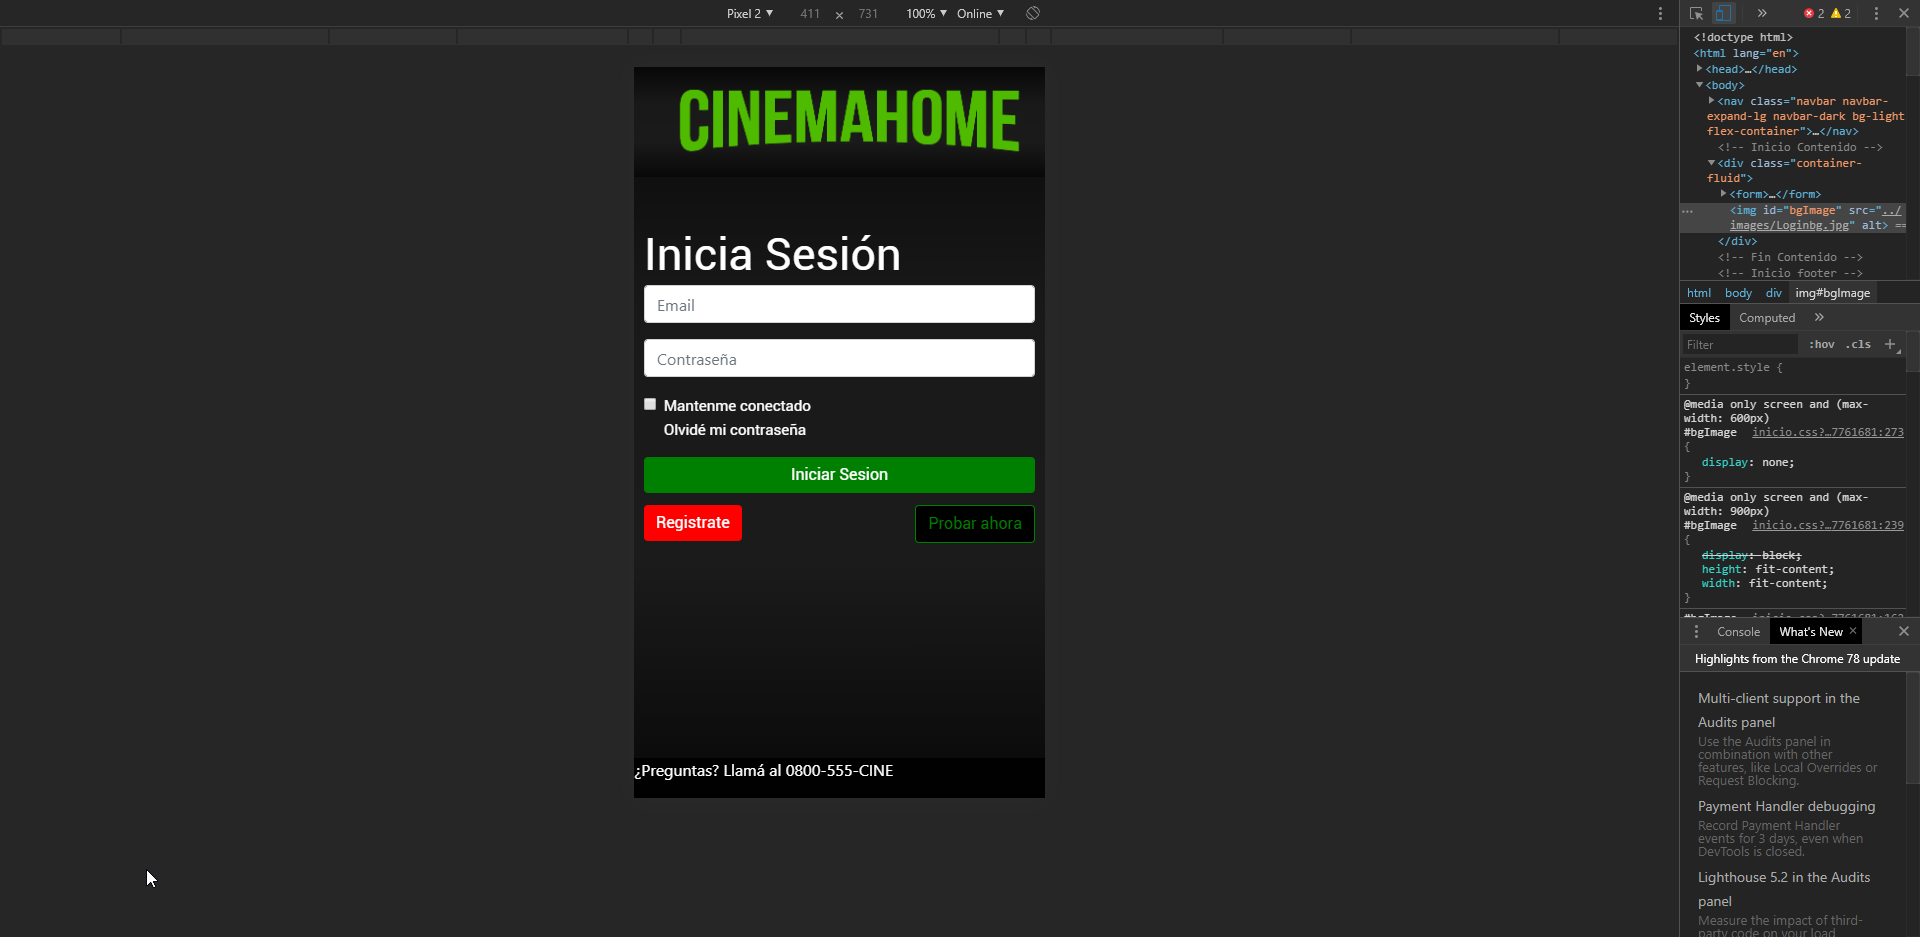 Pixel 2 ▼ 411 × 731 100% ▼ Online ▼
CINEMAHOME
Inicia Sesión
Email
Contraseña
Mantenme conectado
Olvidé mi contraseña
Iniciar Sesion
Registrate
Probar ahora
¿Preguntas? Llamá al 0800-555-CINE
» 2 2
<!doctype html>
<html lang="en">
<head>…</head>
<body>
<nav class="navbar navbar-
expand-lg navbar-dark bg-light
flex-container">…</nav>
<!-- Inicio Contenido -->
<div class="container-
fluid">
<form>…</form>
<img id="bgImage" src="../
images/Loginbg.jpg" alt> ==
</div>
<!-- Fin Contenido -->
<!-- Inicio footer -->
html body div img#bgImage
Styles Computed »
Filter :hov .cls +
element.style {
}
@media only screen and (max-
width: 600px)
#bgImage inicio.css?…7761681:273
{
display: none;
}
@media only screen and (max-
width: 900px)
#bgImage inicio.css?…7761681:239
{
display: block;
height: fit-content;
width: fit-content;
}
#bgImage inicio.css?…7761681:162
Console What's New ×
Highlights from the Chrome 78 update
Multi-client support in the
Audits panel
Use the Audits panel in
combination with other
features, like Local Overrides or
Request Blocking.
Payment Handler debugging
Record Payment Handler
events for 3 days, even when
DevTools is closed.
Lighthouse 5.2 in the Audits
panel
Measure the impact of third-
party code on your load